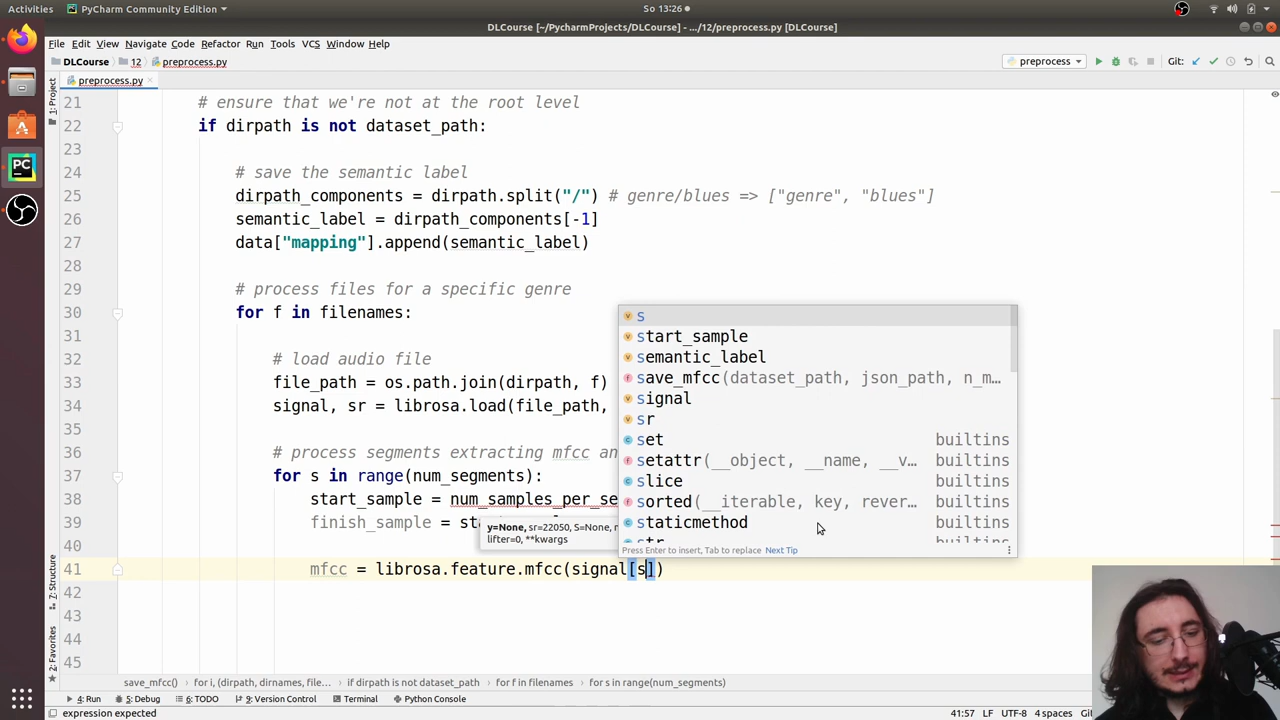 Activities
PyCharm Community Edition
So 13:26
DLCourse [~/PycharmProjects/DLCourse] - .../12/preprocess.py [DLCourse]
File Edit View Navigate Code Refactor Run Tools VCS Window Help
DLCourse 12 preprocess.py
preprocess
Git:
preprocess.py
1: Project
21 # ensure that we're not at the root level
22 if dirpath is not dataset_path:
23
24 # save the semantic label
25 dirpath_components = dirpath.split("/") # genre/blues => ["genre", "blues"]
26 semantic_label = dirpath_components[-1]
27 data["mapping"].append(semantic_label)
28
29 # process files for a specific genre
30 for f in filenames:
31
32 # load audio file
33 file_path = os.path.join(dirpath, f)
34 signal, sr = librosa.load(file_path,
35
36 # process segments extracting mfcc an
37 for s in range(num_segments):
38 start_sample = num_samples_per_se
39 finish_sample =
40
41 mfcc = librosa.feature.mfcc(signal[s])
42
43
44
45
s
start_sample
semantic_label
save_mfcc(dataset_path, json_path, n_m...
signal
sr
set builtins
setattr(__object, __name, __v... builtins
slice builtins
sorted(__iterable, key, rever... builtins
staticmethod builtins
str
Press Enter to insert, Tab to replace Next Tip
y=None, sr=22050, S=None,
lifter=0, **kwargs
7: Structure
2: Favorites
save_mfcc() for i, (dirpath, dirnames, file... if dirpath is not dataset_path for f in filenames for s in range(num_segments)
4: Run 5: Debug 6: TODO 9: Version Control Terminal Python Console
expression expected
41:57 LF UTF-8 4 spaces